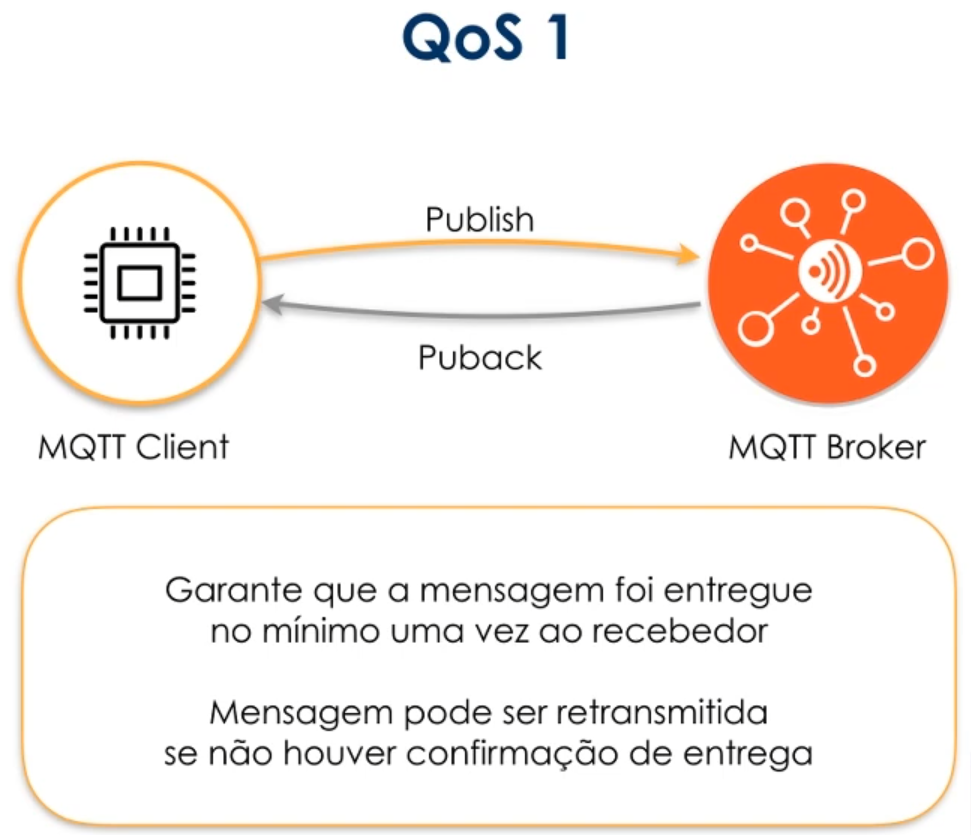 QoS 1
Publish
Puback
MQTT Client
MQTT Broker
Garante que a mensagem foi entregue
no mínimo uma vez ao recebedor
Mensagem pode ser retransmitida
se não houver confirmação de entrega